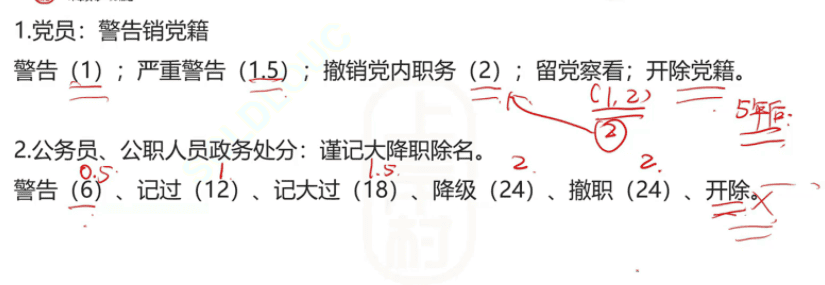 1.党员：警告销党籍
警告（1）；严重警告（1.5）；撤销党内职务（2）；留党察看；开除党籍。
(1, 2)
2
5年后.
2.公务员、公职人员政务处分：谨记大降职除名。
0.5 1 1.5 2. 2.
警告（6）、记过（12）、记大过（18）、降级（24）、撤职（24）、开除。